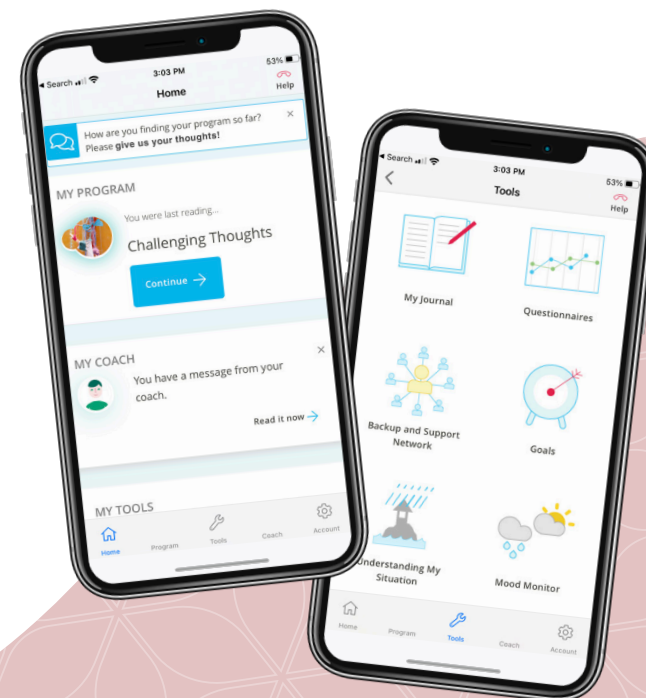 Search
3:03 PM
53%
Home
Help
How are you finding your program so far?
Please give us your thoughts!
MY PROGRAM
You were last reading...
Challenging Thoughts
Continue
MY COACH
You have a message from your
coach.
Read it now
MY TOOLS
Home
Program
Tools
Coach
Account
Search
3:03 PM
53%
Tools
Help
My Journal
Questionnaires
Backup and Support
Network
Goals
Understanding My
Situation
Mood Monitor
Home
Program
Tools
Coach
Account